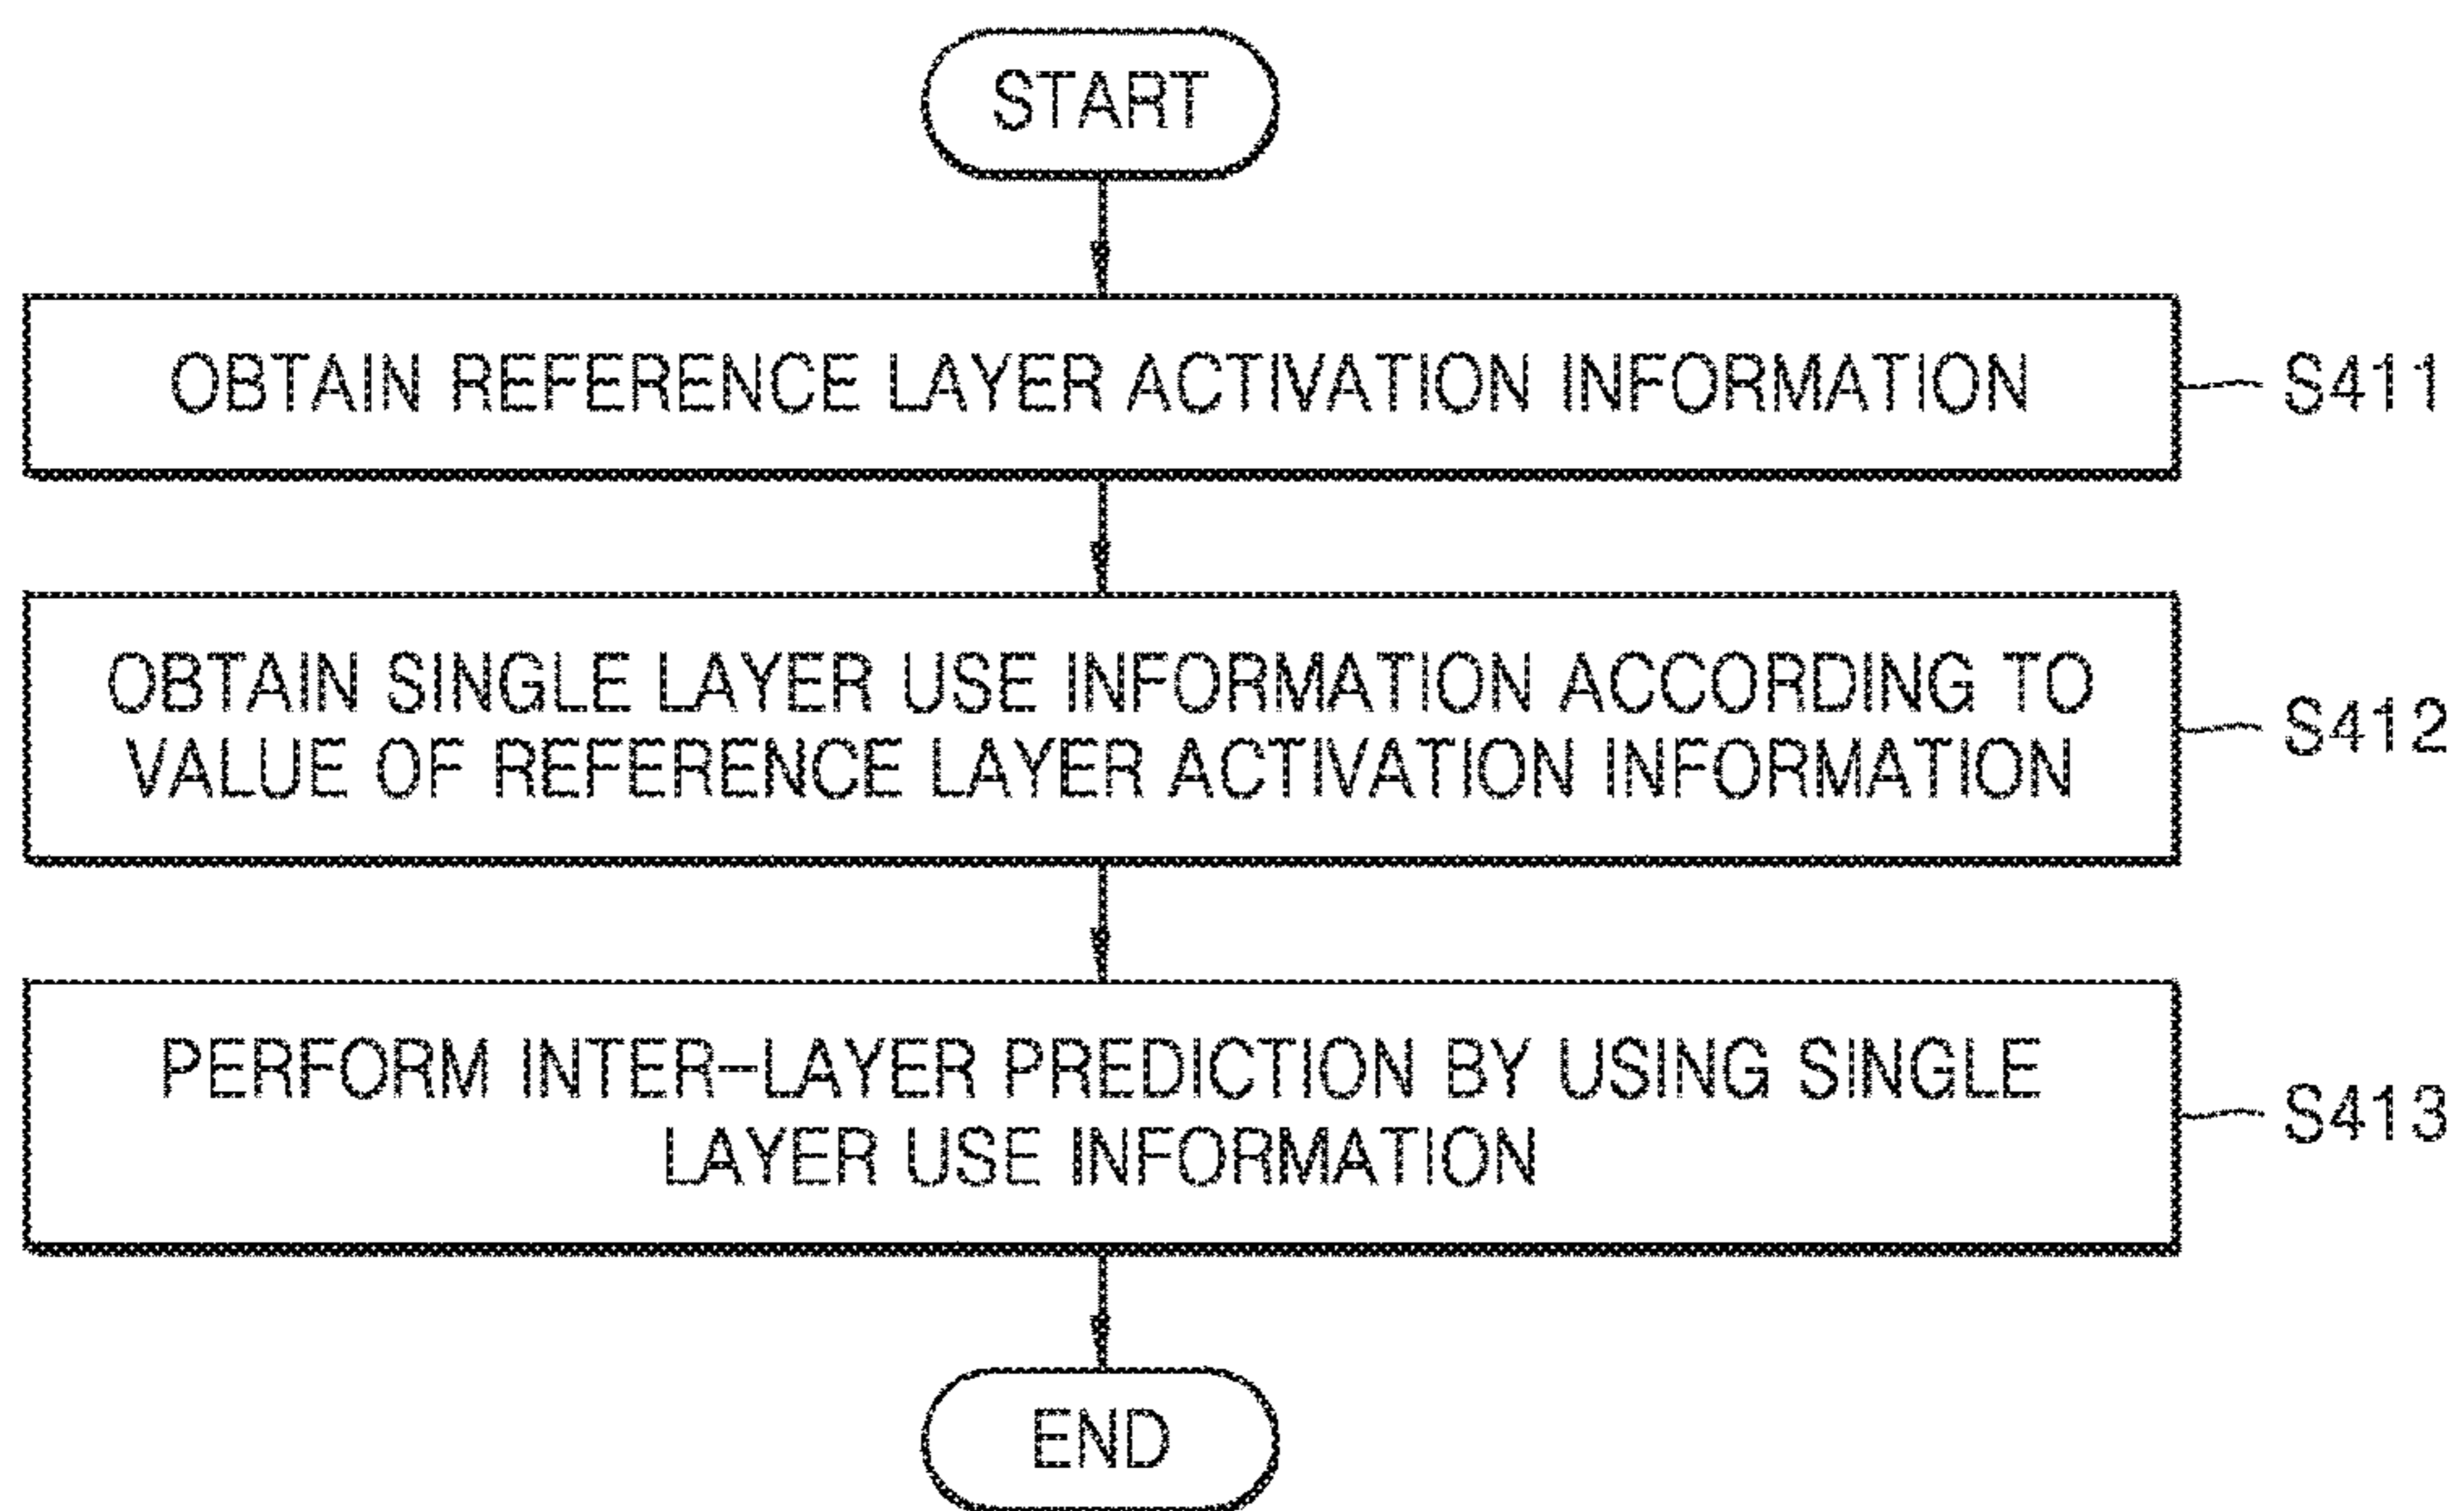 START
OBTAIN REFERENCE LAYER ACTIVATION INFORMATION
S411
OBTAIN SINGLE LAYER USE INFORMATION ACCORDING TO
VALUE OF REFERENCE LAYER ACTIVATION INFORMATION
S412
PERFORM INTER-LAYER PREDICTION BY USING SINGLE
LAYER USE INFORMATION
S413
END